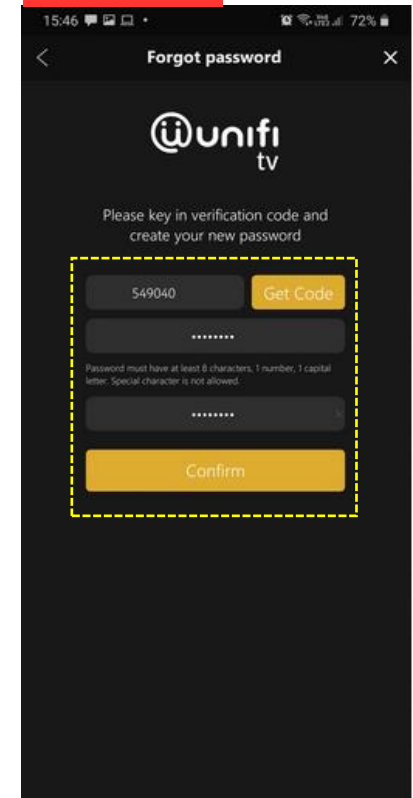 15:46 72%
Forgot password
unifi
tv
Please key in verification code and
create your new password
549040 Get Code
••••••••
Password must have at least 8 characters, 1 number, 1 capital
letter. Special character is not allowed.
••••••••
Confirm